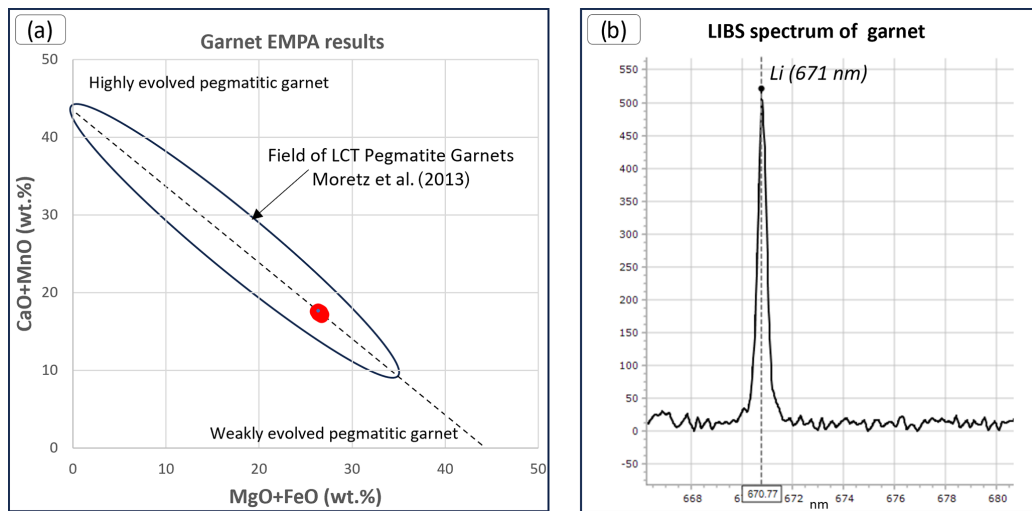 (a)
Garnet EMPA results
50
40
30
20
10
0
CaO+MnO (wt.%)
Highly evolved pegmatitic garnet
Field of LCT Pegmatite Garnets
Moretz et al. (2013)
Weakly evolved pegmatitic garnet
0 10 20 30 40 50
MgO+FeO (wt.%)
(b)
LIBS spectrum of garnet
Li (671 nm)
550
500
450
400
350
300
250
200
150
100
50
0
-50
668 670.77 672 674 676 678 680
nm